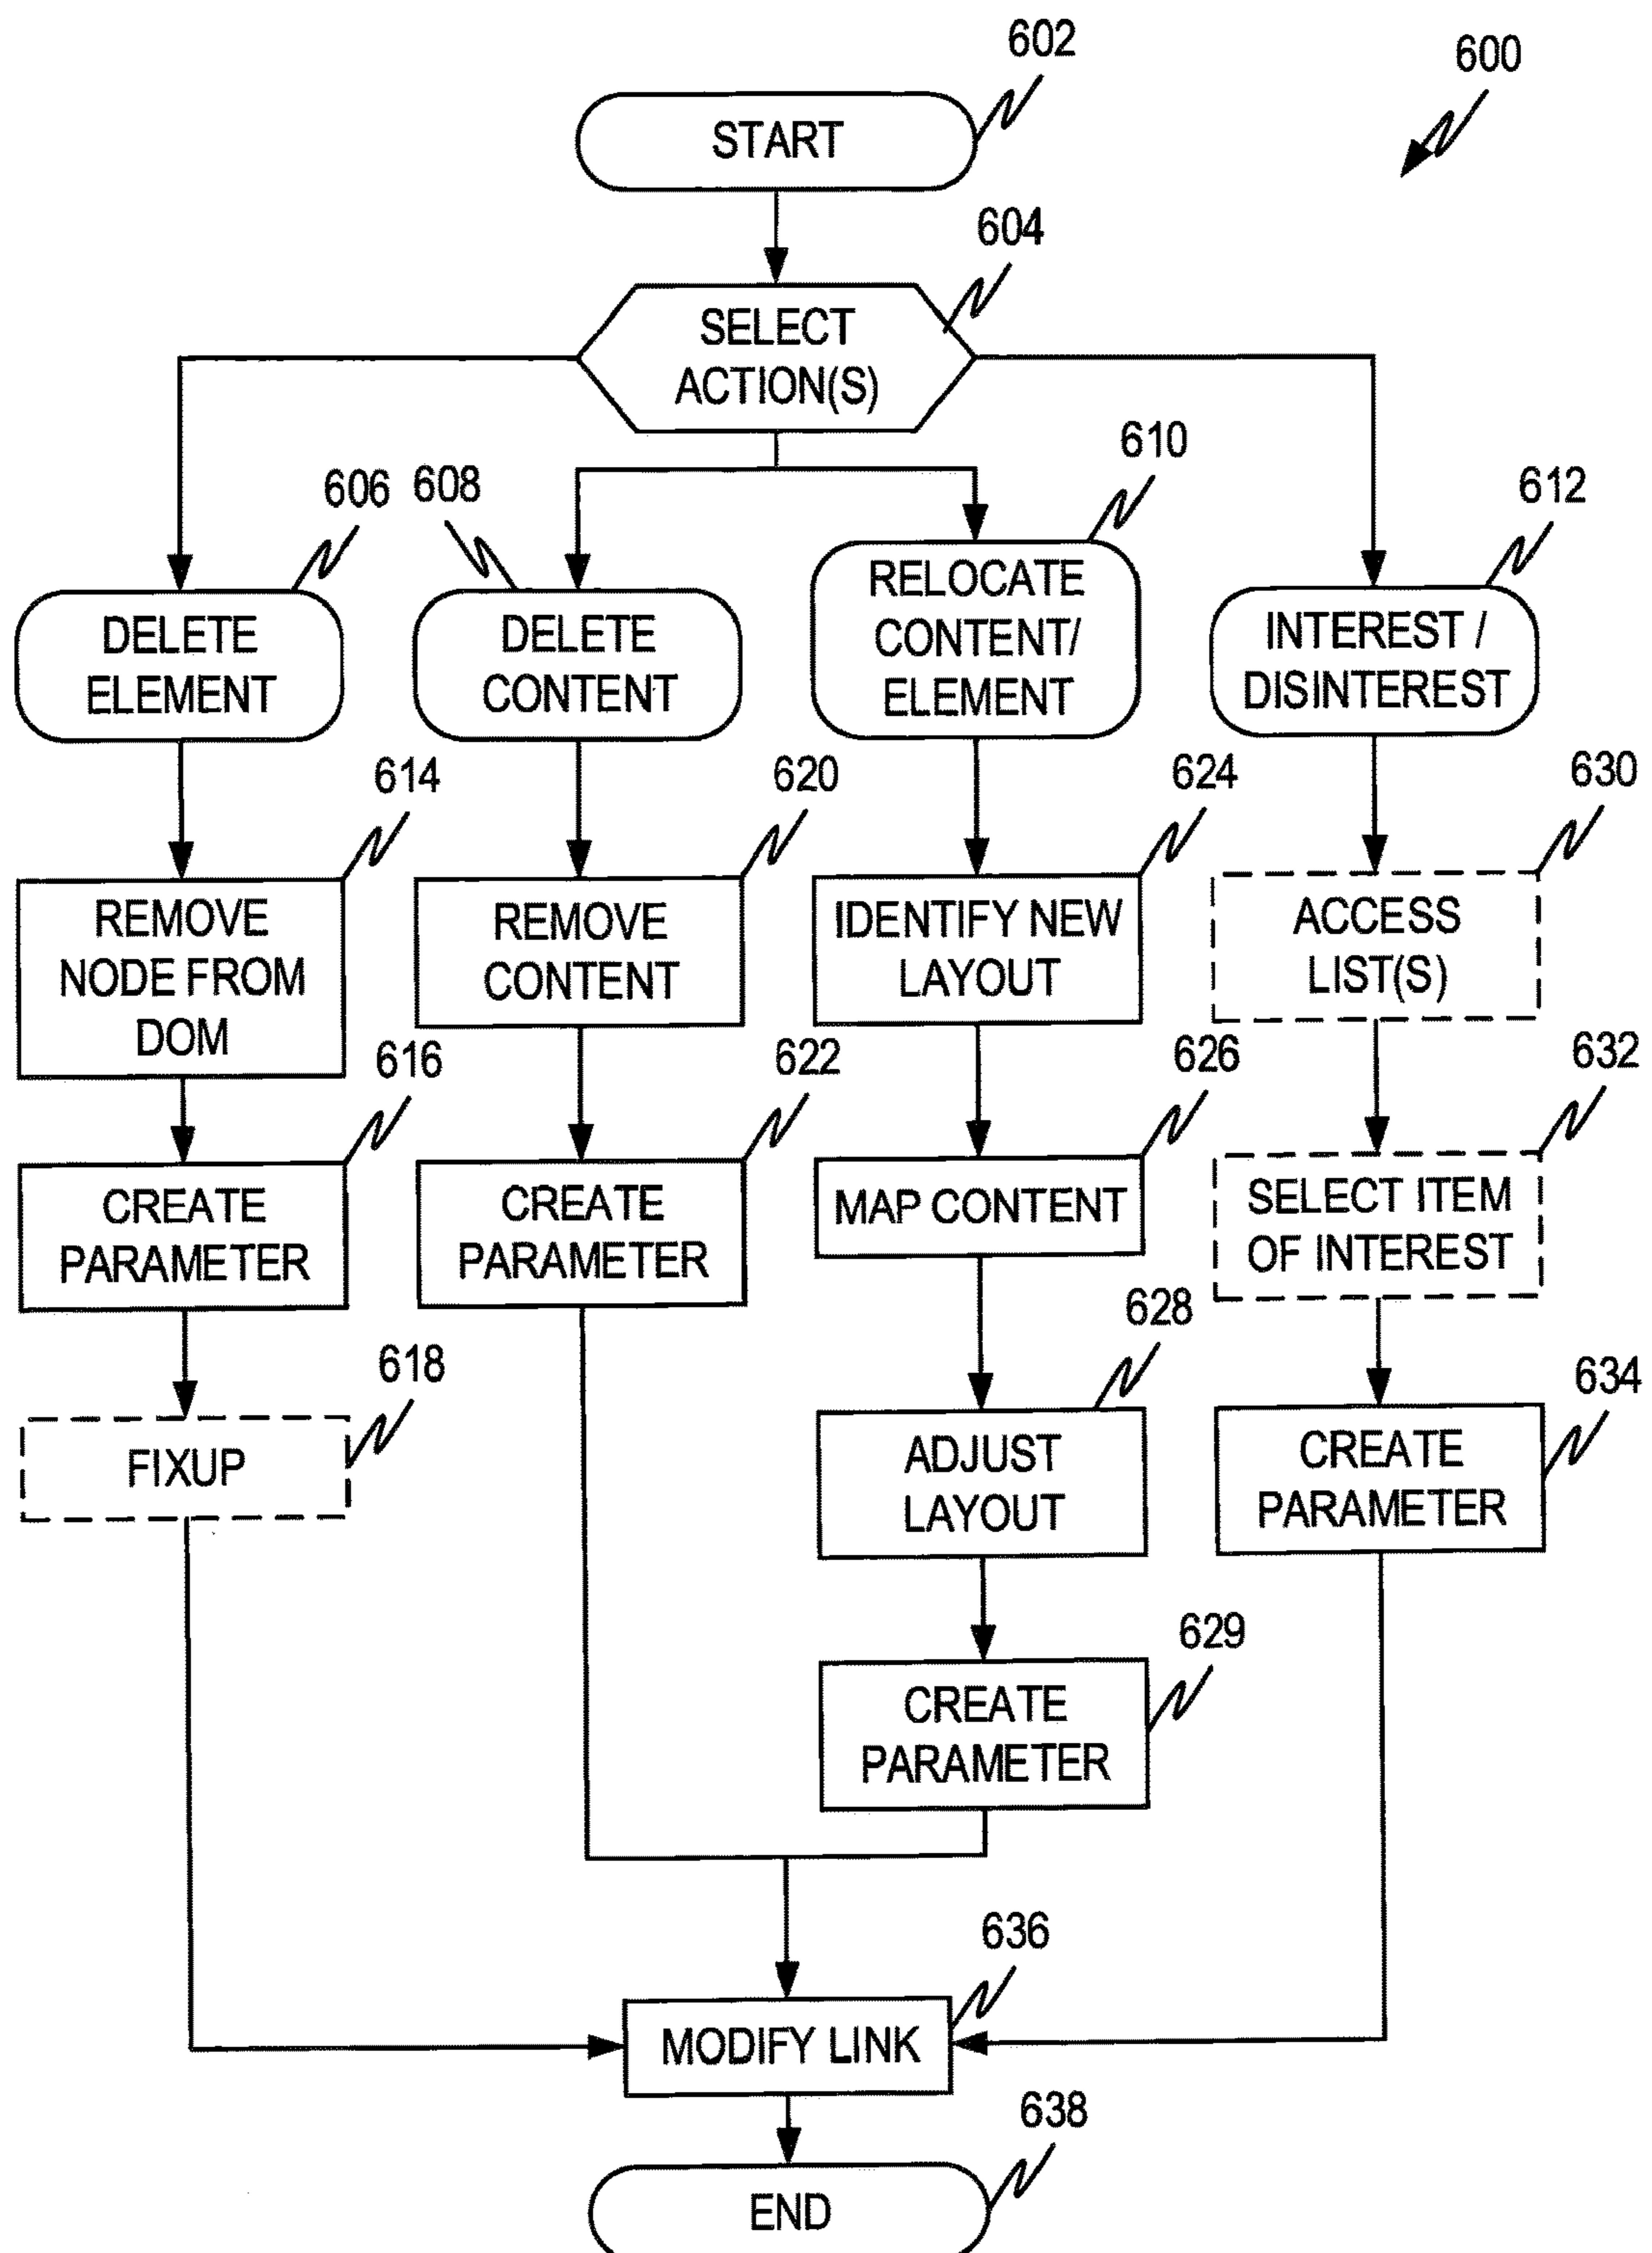 602
600
START
604
SELECT
ACTION(S)
610
606
608
612
DELETE
ELEMENT
DELETE
CONTENT
RELOCATE
CONTENT/
ELEMENT
INTEREST /
DISINTEREST
614
620
624
630
REMOVE
NODE FROM
DOM
REMOVE
CONTENT
IDENTIFY NEW
LAYOUT
ACCESS
LIST(S)
616
622
626
632
CREATE
PARAMETER
CREATE
PARAMETER
MAP CONTENT
SELECT ITEM
OF INTEREST
618
628
634
FIXUP
ADJUST
LAYOUT
CREATE
PARAMETER
629
CREATE
PARAMETER
636
MODIFY LINK
638
END